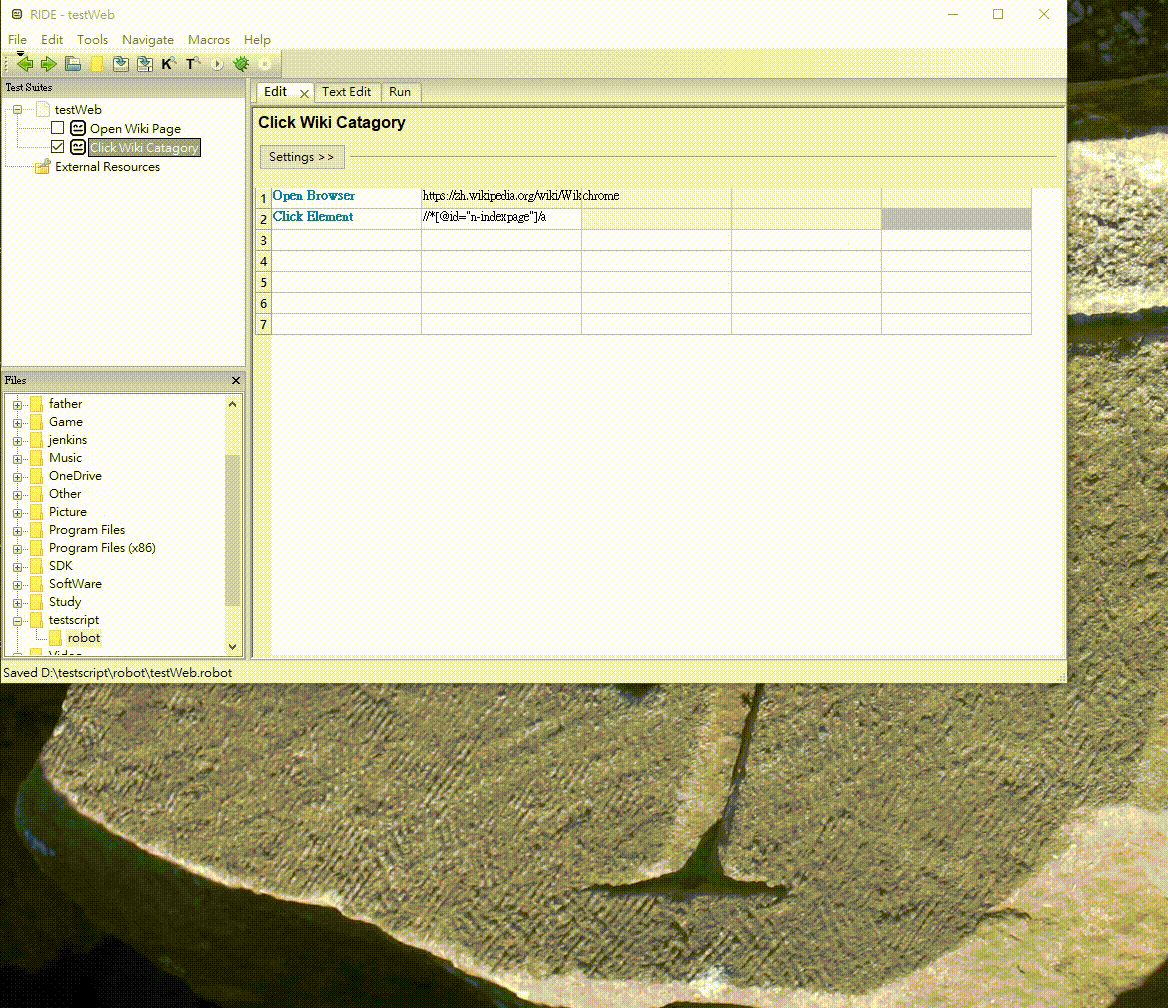 RIDE - testWeb
File Edit Tools Navigate Macros Help
K T
Test Suites
testWeb
Open Wiki Page
Click Wiki Catagory
External Resources
Files
father
Game
jenkins
Music
OneDrive
Other
Picture
Program Files
Program Files (x86)
SDK
SoftWare
Study
testscript
robot
Edit Text Edit Run
Click Wiki Catagory
Settings >>
1 Open Browser https://zh.wikipedia.org/wiki/Wiki chrome
2 Click Element //*[@id="n-indexpage"]/a
3
4
5
6
7
Saved D:\testscript\robot\testWeb.robot